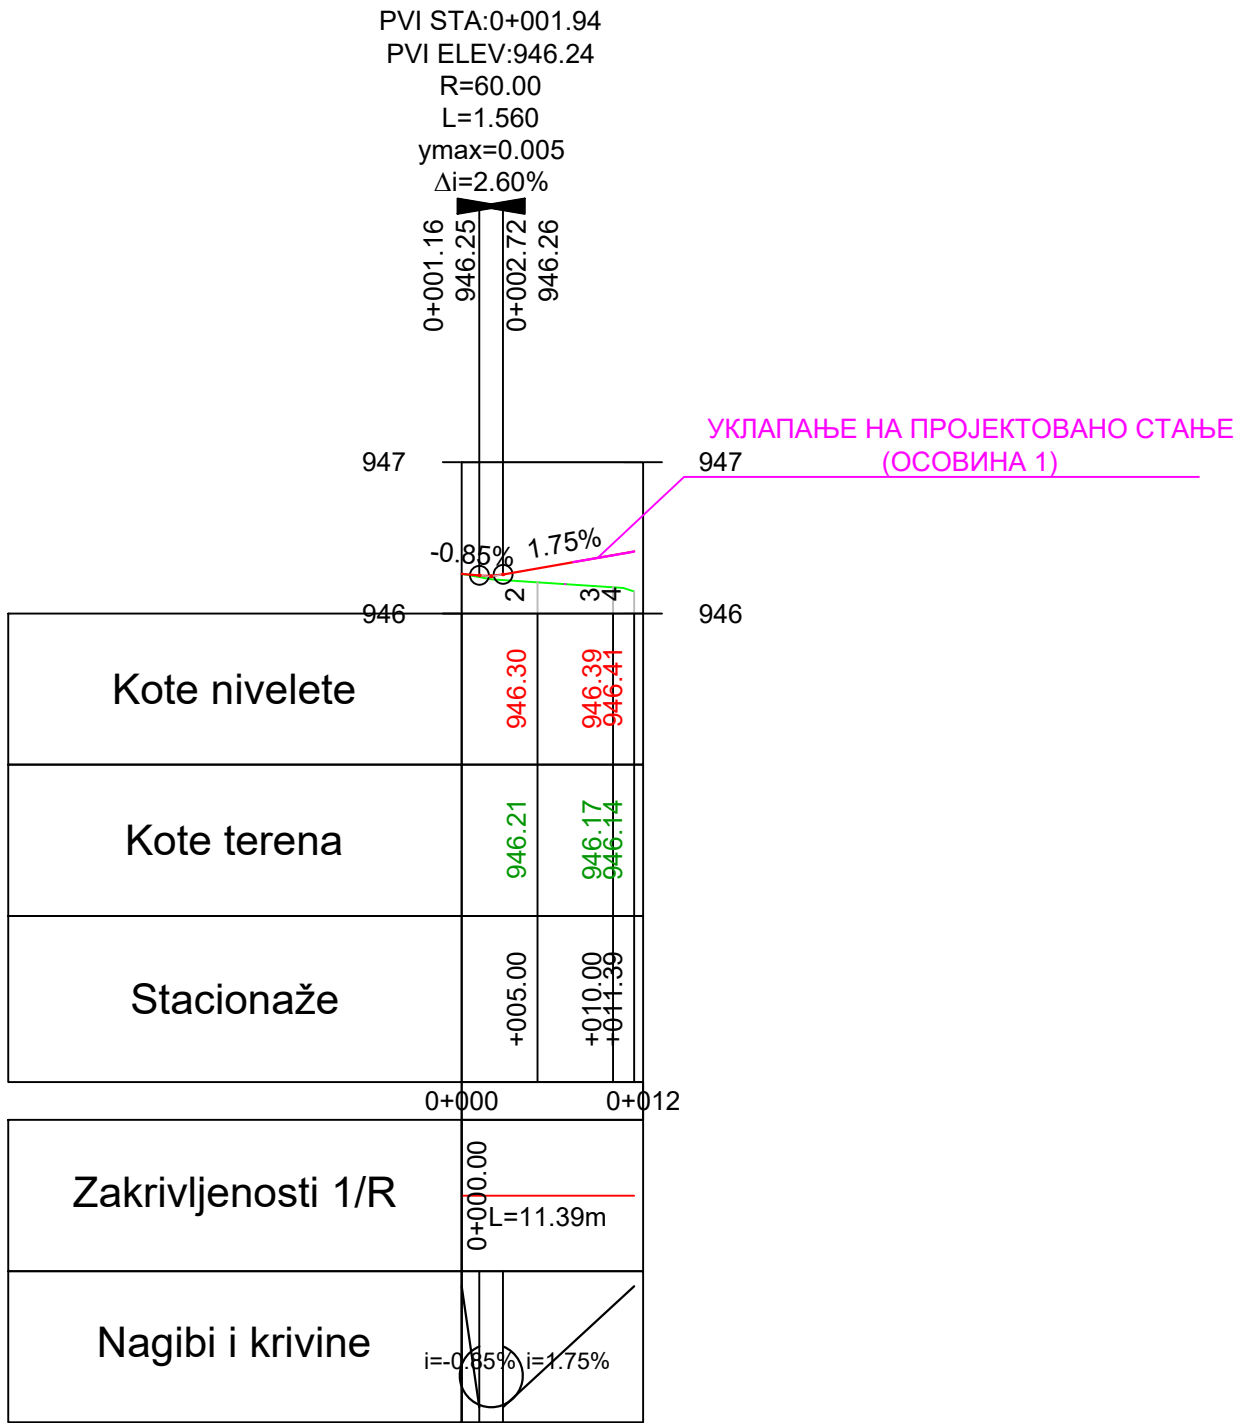 PVI STA:0+001.94
PVI ELEV:946.24
R=60.00
L=1.560
ymax=0.005
Δi=2.60%
0+001.16
946.25
0+002.72
946.26
УКЛАПАЊЕ НА ПРОЈЕКТОВАНО СТАЊЕ
(ОСОВИНА 1)
947
947
-0.85%
1.75%
2
3
4
946
946
Kote nivelete
946.30
946.39
946.41
Kote terena
946.21
946.17
946.14
Stacionaže
+005.00
+010.00
+011.39
0+000
0+012
Zakrivljenosti 1/R
0+000.00
L=11.39m
Nagibi i krivine
i=-0.85%
i=1.75%